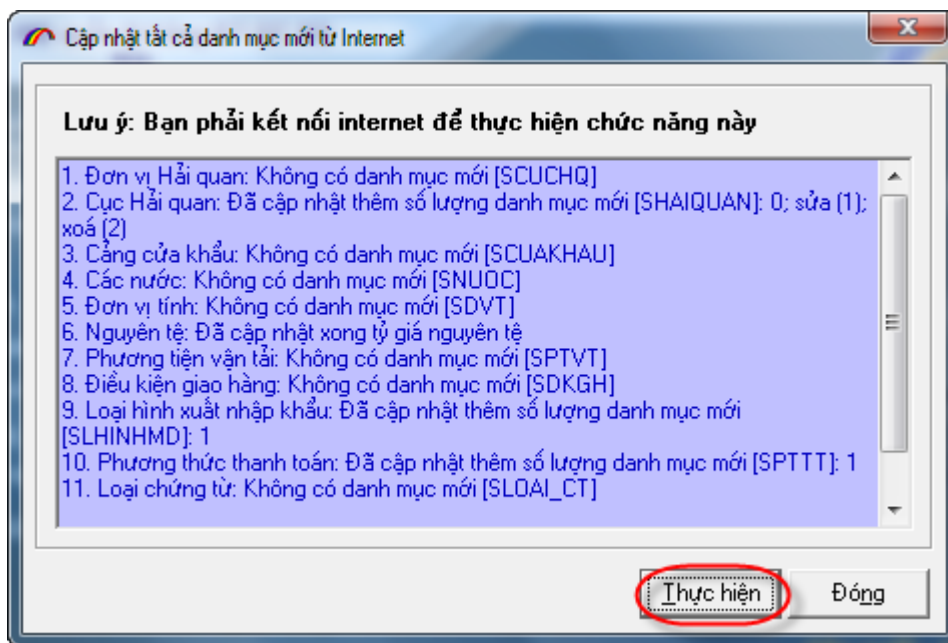 Cập nhật tất cả danh mục mới từ Internet
Lưu ý: Bạn phải kết nối internet để thực hiện chức năng này
1. Đơn vị Hải quan: Không có danh mục mới [SCUCHQ]
2. Cục Hải quan: Đã cập nhật thêm số lượng danh mục mới [SHAIQUAN]: 0; sửa (1);
xoá (2)
3. Cảng cửa khẩu: Không có danh mục mới [SCUAKHAU]
4. Các nước: Không có danh mục mới [SNUOC]
5. Đơn vị tính: Không có danh mục mới [SDVT]
6. Nguyên tệ: Đã cập nhật xong tỷ giá nguyên tệ
7. Phương tiện vận tải: Không có danh mục mới [SPTVT]
8. Điều kiện giao hàng: Không có danh mục mới [SDKGH]
9. Loại hình xuất nhập khẩu: Đã cập nhật thêm số lượng danh mục mới
[SLHINHMD]: 1
10. Phương thức thanh toán: Đã cập nhật thêm số lượng danh mục mới [SPTTT]: 1
11. Loại chứng từ: Không có danh mục mới [SLOAI_CT]
Thực hiện
Đóng